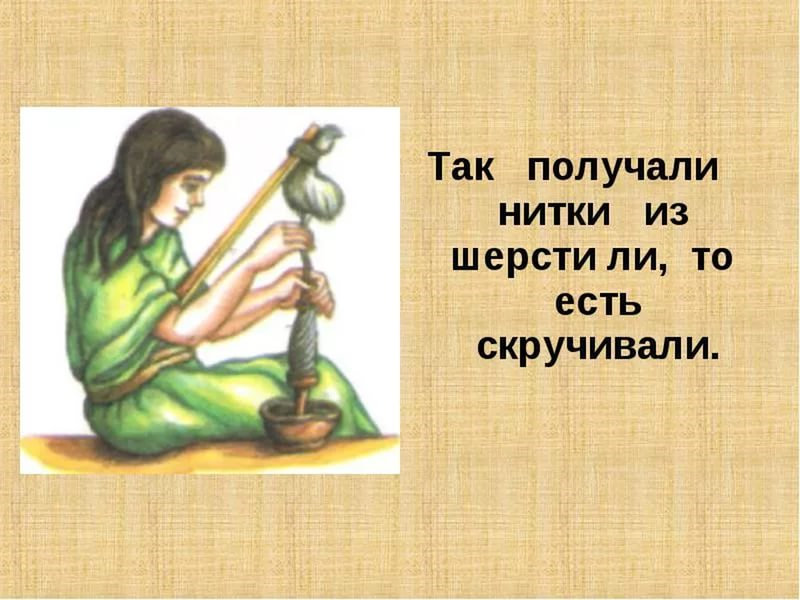 Так получали
нитки из
шерсти ли, то
есть
скручивали.